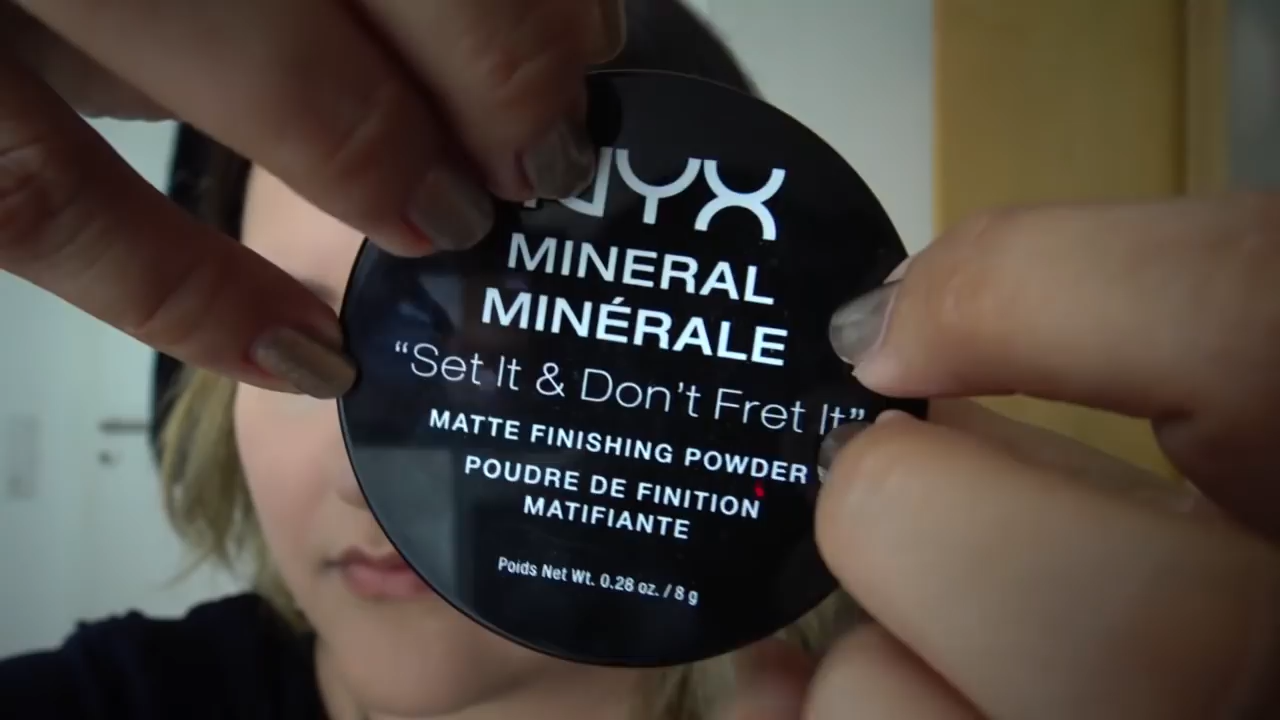 NYX
MINERAL
MINÉRALE
“Set It & Don't Fret It”
MATTE FINISHING POWDER
POUDRE DE FINITION
MATIFIANTE
Poids Net Wt. 0.28 oz. / 8 g